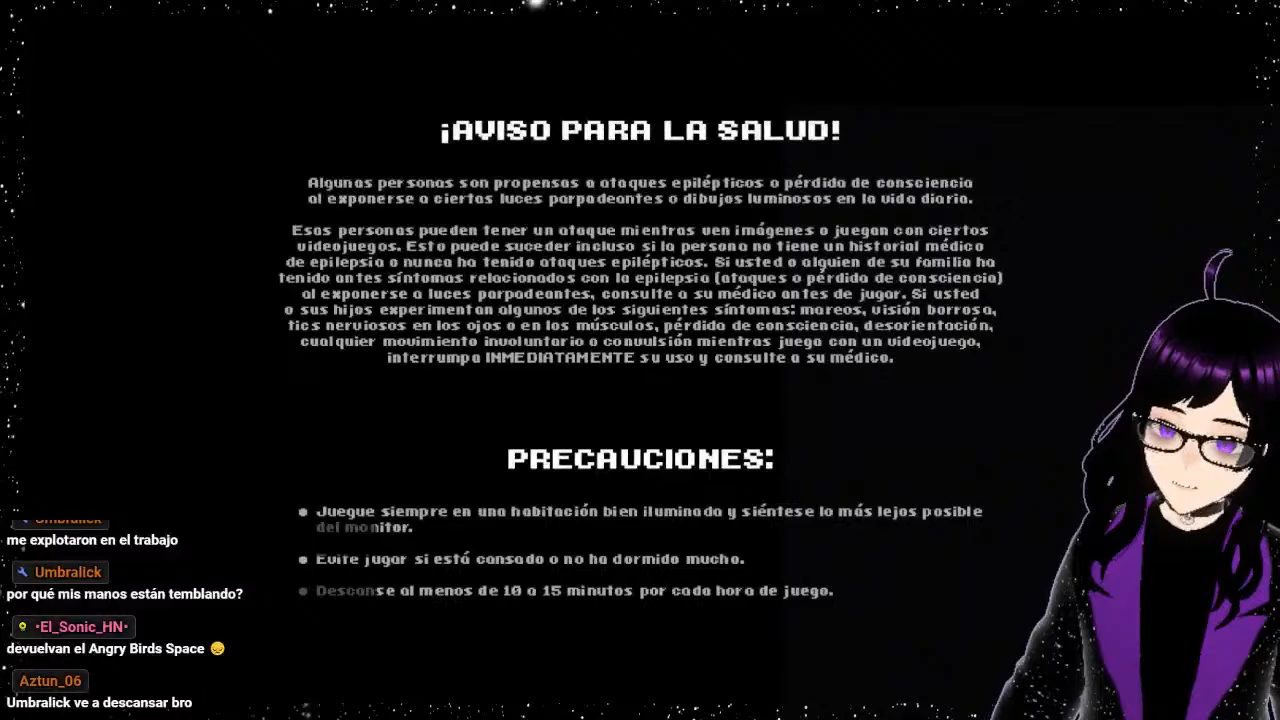 ¡AVISO PARA LA SALUD!
Algunas personas son propensas a ataques epilépticos o pérdida de consciencia
al exponerse a ciertas luces parpadeantes o dibujos luminosos en la vida diaria.
Esas personas pueden tener un ataque mientras ven imágenes o juegan con ciertos
videojuegos. Esto puede suceder incluso si la persona no tiene un historial médico
de epilepsia o nunca ha tenido ataques epilépticos. Si usted o alguien de su familia ha
tenido antes síntomas relacionados con la epilepsia (ataques o pérdida de consciencia)
al exponerse a luces parpadeantes, consulte a su médico antes de jugar. Si usted
o sus hijos experimentan algunos de los siguientes síntomas: mareos, visión borrosa,
tics nerviosos en los ojos o en los músculos, pérdida de consciencia, desorientación,
cualquier movimiento involuntario o convulsión mientras juega con un videojuego,
interrumpa INMEDIATAMENTE su uso y consulte a su médico.
PRECAUCIONES:
● Juegue siempre en una habitación bien iluminada y siéntese lo más lejos posible
del monitor.
● Evite jugar si está cansado o no ha dormido mucho.
● Descanse al menos de 10 a 15 minutos por cada hora de juego.
Umbralick
me explotaron en el trabajo
Umbralick
por qué mis manos están temblando?
•El_Sonic_HN•
devuelvan el Angry Birds Space 😔
Aztun_06
Umbralick ve a descansar bro